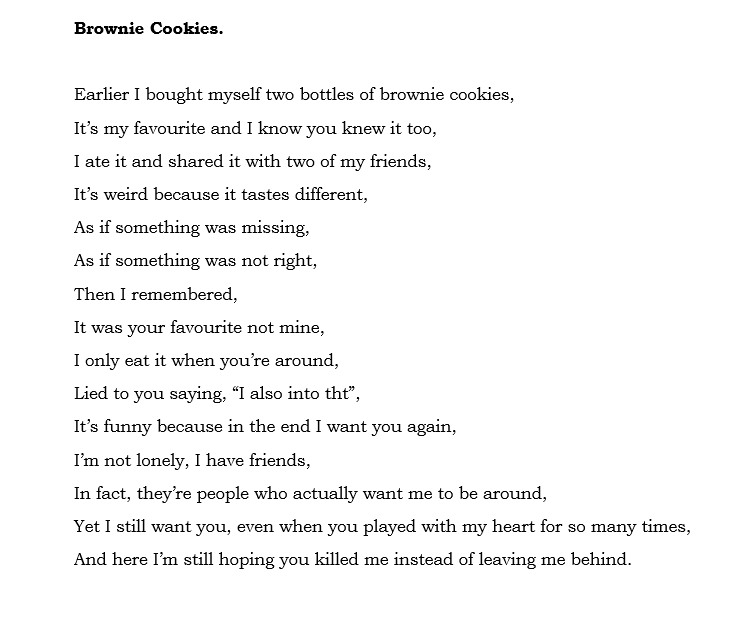 Brownie Cookies.
Earlier I bought myself two bottles of brownie cookies,
It’s my favourite and I know you knew it too,
I ate it and shared it with two of my friends,
It’s weird because it tastes different,
As if something was missing,
As if something was not right,
Then I remembered,
It was your favourite not mine,
I only eat it when you’re around,
Lied to you saying, “I also into tht”,
It’s funny because in the end I want you again,
I’m not lonely, I have friends,
In fact, they’re people who actually want me to be around,
Yet I still want you, even when you played with my heart for so many times,
And here I’m still hoping you killed me instead of leaving me behind.